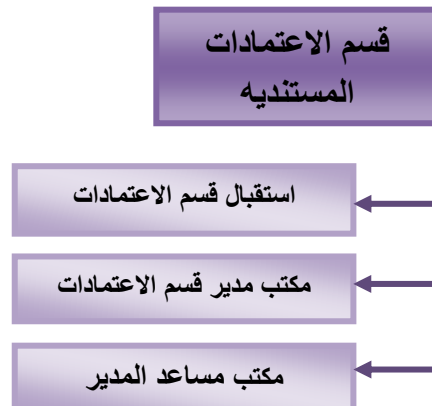 قسم الاعتمادات
المستنديه
استقبال قسم الاعتمادات
مكتب مدير قسم الاعتمادات
مكتب مساعد المدير